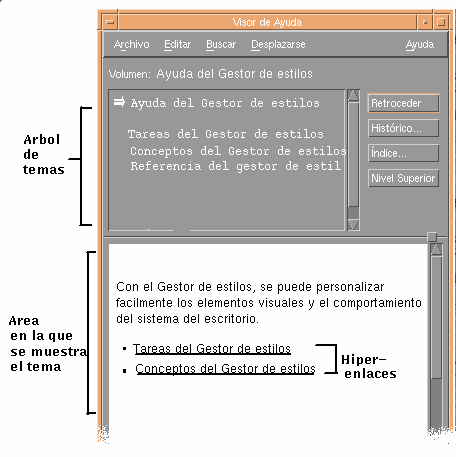 Visor de Ayuda
Archivo Editar Buscar Desplazarse Ayuda
Volumen: Ayuda del Gestor de estilos
Ayuda del Gestor de estilos
Tareas del Gestor de estilos
Conceptos del Gestor de estilos
Referencia del gestor de estil
Retroceder
Histórico...
Índice...
Nivel Superior
Arbol
de
temas
Area
en la que
se muestra
el tema
Con el Gestor de estilos, se puede personalizar
facilmente los elementos visuales y el comportamiento
del sistema del escritorio.
Tareas del Gestor de estilos
Conceptos del Gestor de estilos
Hiper-
enlaces